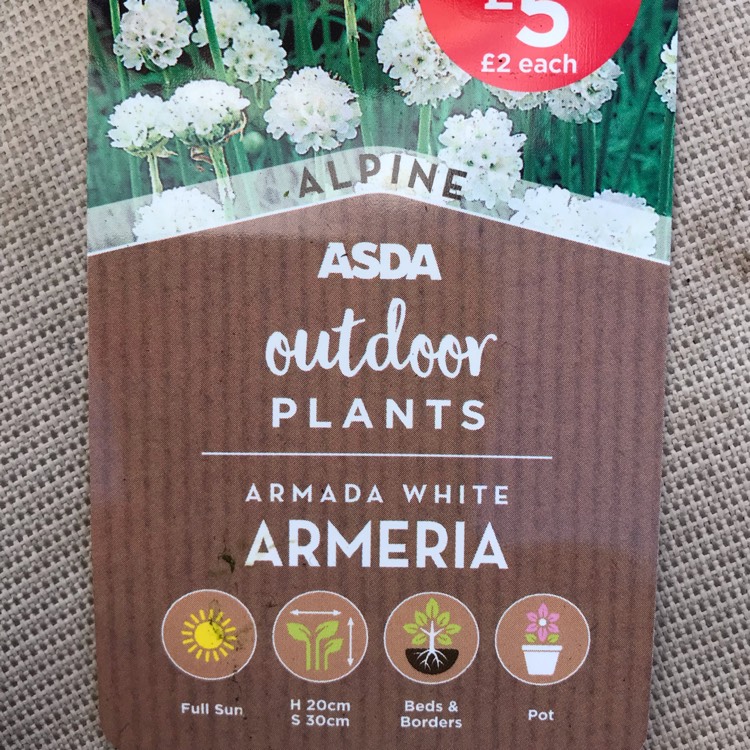 £5
£2 each
ALPINE
ASDA
outdoor
PLANTS
ARMADA WHITE
ARMERIA
Full Sun
H 20cm
S 30cm
Beds &
Borders
Pot